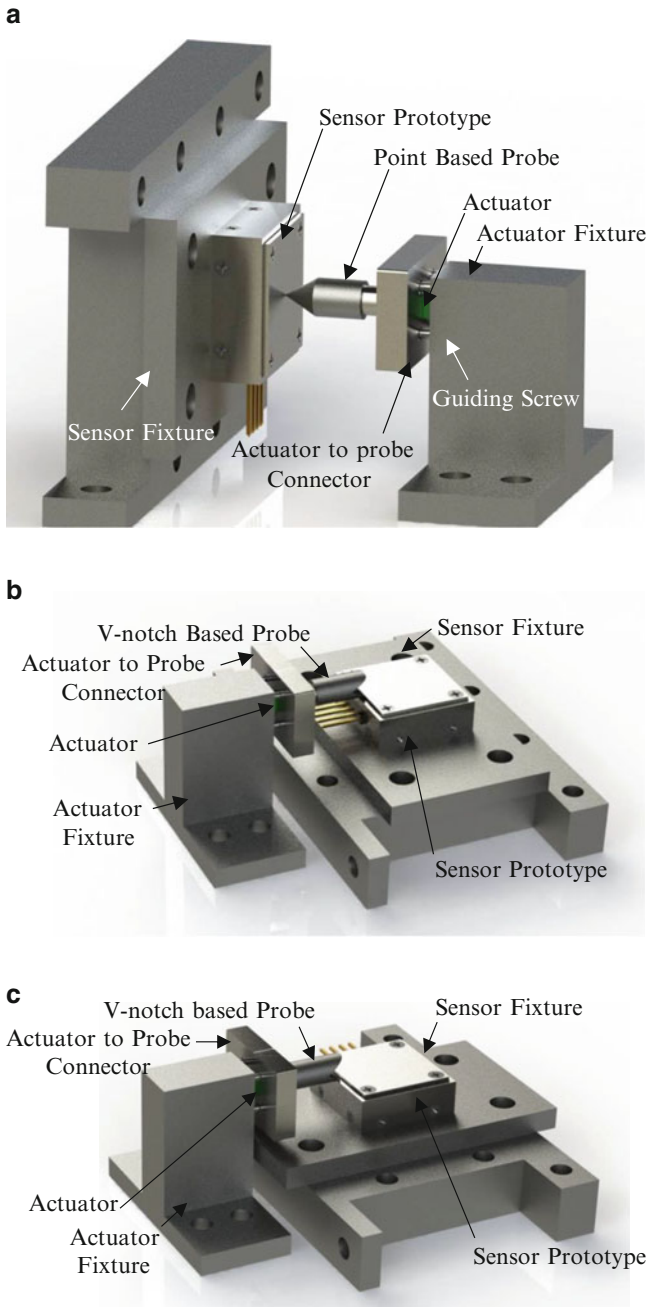 a
Sensor Prototype
Point Based Probe
Actuator
Actuator Fixture
Guiding Screw
Sensor Fixture
Actuator to probe
Connector
b
V-notch Based Probe
Sensor Fixture
Actuator to Probe
Connector
Actuator
Actuator
Fixture
Sensor Prototype
c
V-notch based Probe
Sensor Fixture
Actuator to Probe
Connector
Actuator
Actuator
Fixture
Sensor Prototype